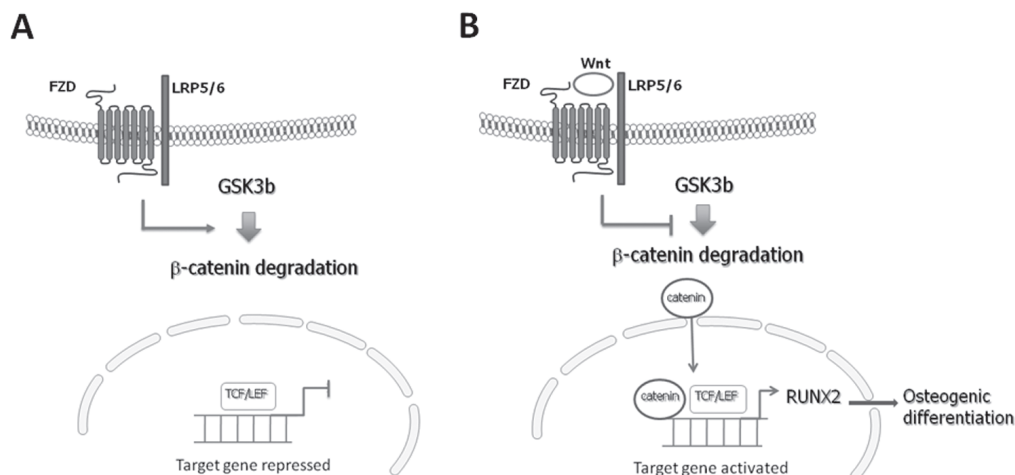 A
FZD
LRP5/6
GSK3b
β-catenin degradation
TCF/LEF
Target gene repressed
B
Wnt
FZD
LRP5/6
GSK3b
β-catenin degradation
catenin
catenin
TCF/LEF
RUNX2
Osteogenic
differentiation
Target gene activated